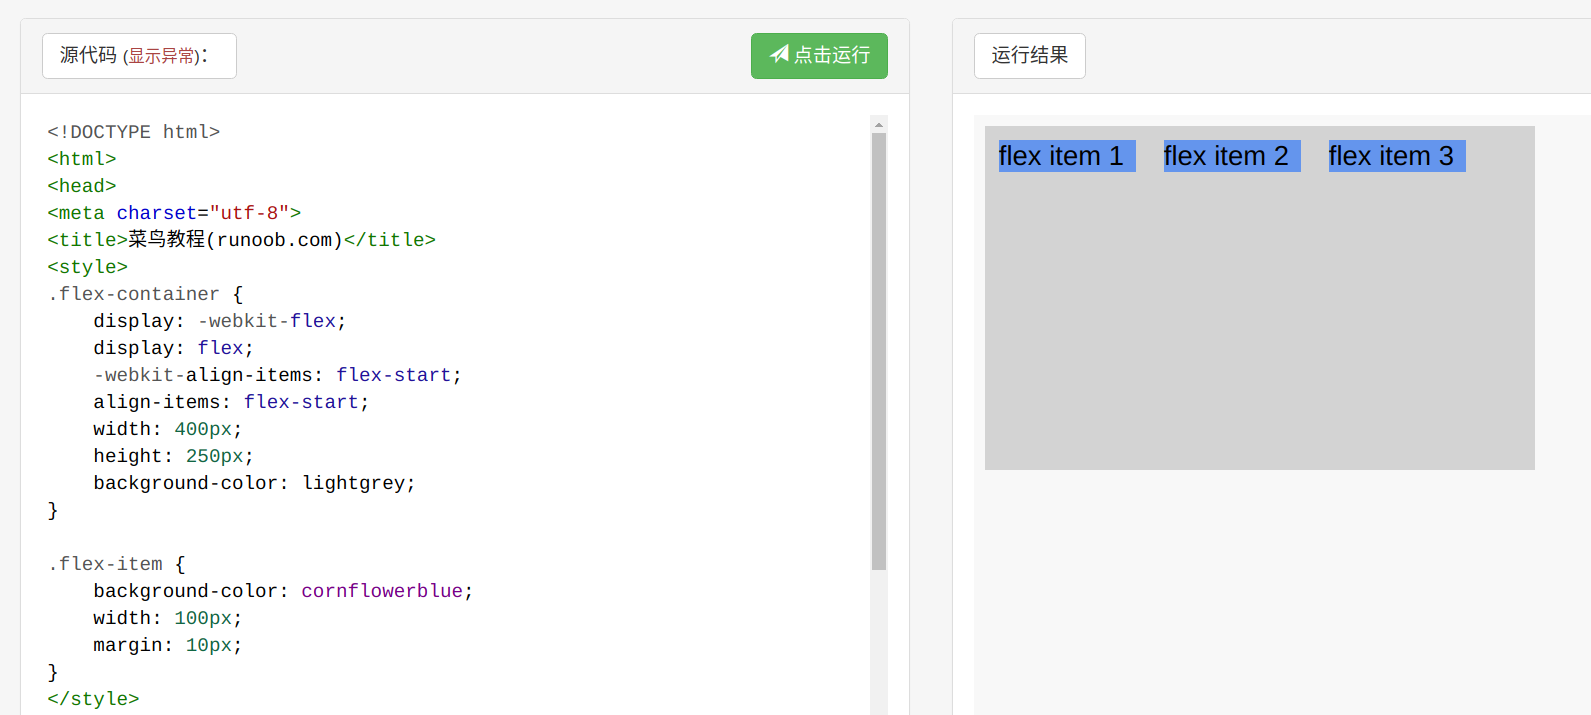 源代码 (显示异常)：
点击运行
<!DOCTYPE html>
<html>
<head>
<meta charset="utf-8">
<title>菜鸟教程(runoob.com)</title>
<style>
.flex-container {
    display: -webkit-flex;
    display: flex;
    -webkit-align-items: flex-start;
    align-items: flex-start;
    width: 400px;
    height: 250px;
    background-color: lightgrey;
}

.flex-item {
    background-color: cornflowerblue;
    width: 100px;
    margin: 10px;
}
</style>
运行结果
flex item 1 flex item 2 flex item 3